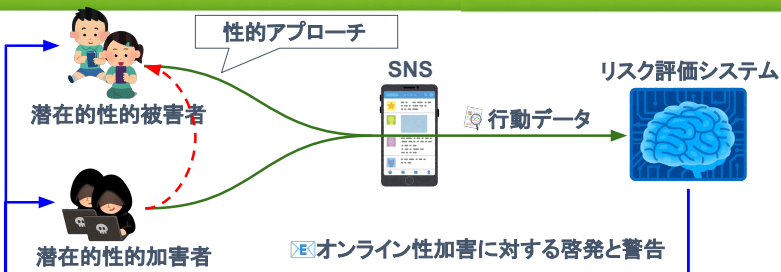 性的アプローチ
SNS
リスク評価システム
潜在的性的被害者
行動データ
潜在的性的加害者
オンライン性加害に対する啓発と警告